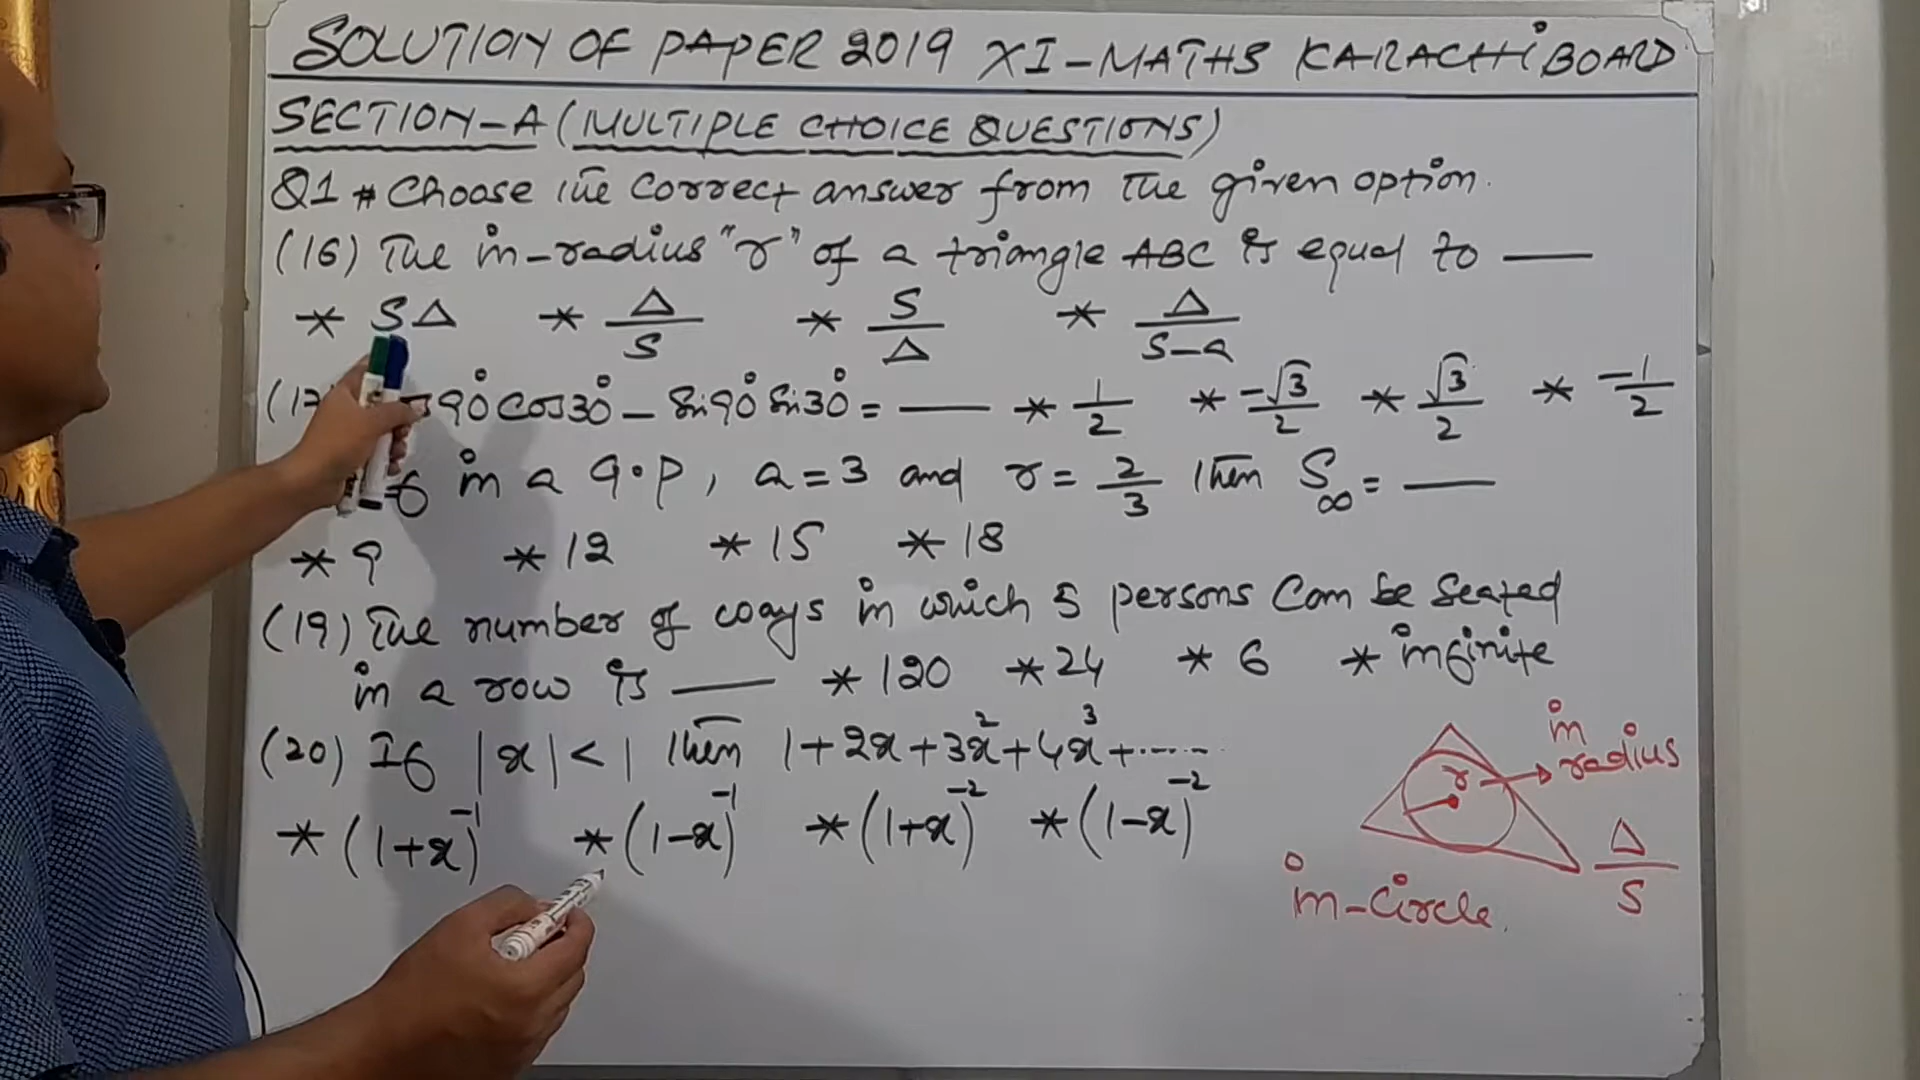 SOLUTION OF PAPER 2019 XI-MATHS KARACHI BOARD
SECTION-A (MULTIPLE CHOICE QUESTIONS)
Q1 # Choose the correct answer from the given option.
(16) The in-radius "r" of a triangle ABC is equal to ___
* SΔ * Δ/S * S/Δ * Δ/(S-a)
90° cos30° - Sin90° Sin30° = ___ * 1/2 * -√3/2 * √3/2 * -1/2
in a G.P, a=3 and r=2/3 then S∞= ___
* 9 * 12 * 15 * 18
(19) The number of ways in which 5 persons can be seated
in a row is ___ * 120 * 24 * 6 * infinite
(20) If |x|<1 then 1+2x+3x²+4x³+......
* (1+x)⁻¹ * (1-x)⁻¹ * (1+x)⁻² * (1-x)⁻²
in
radius
r
Δ/S
in-circle.